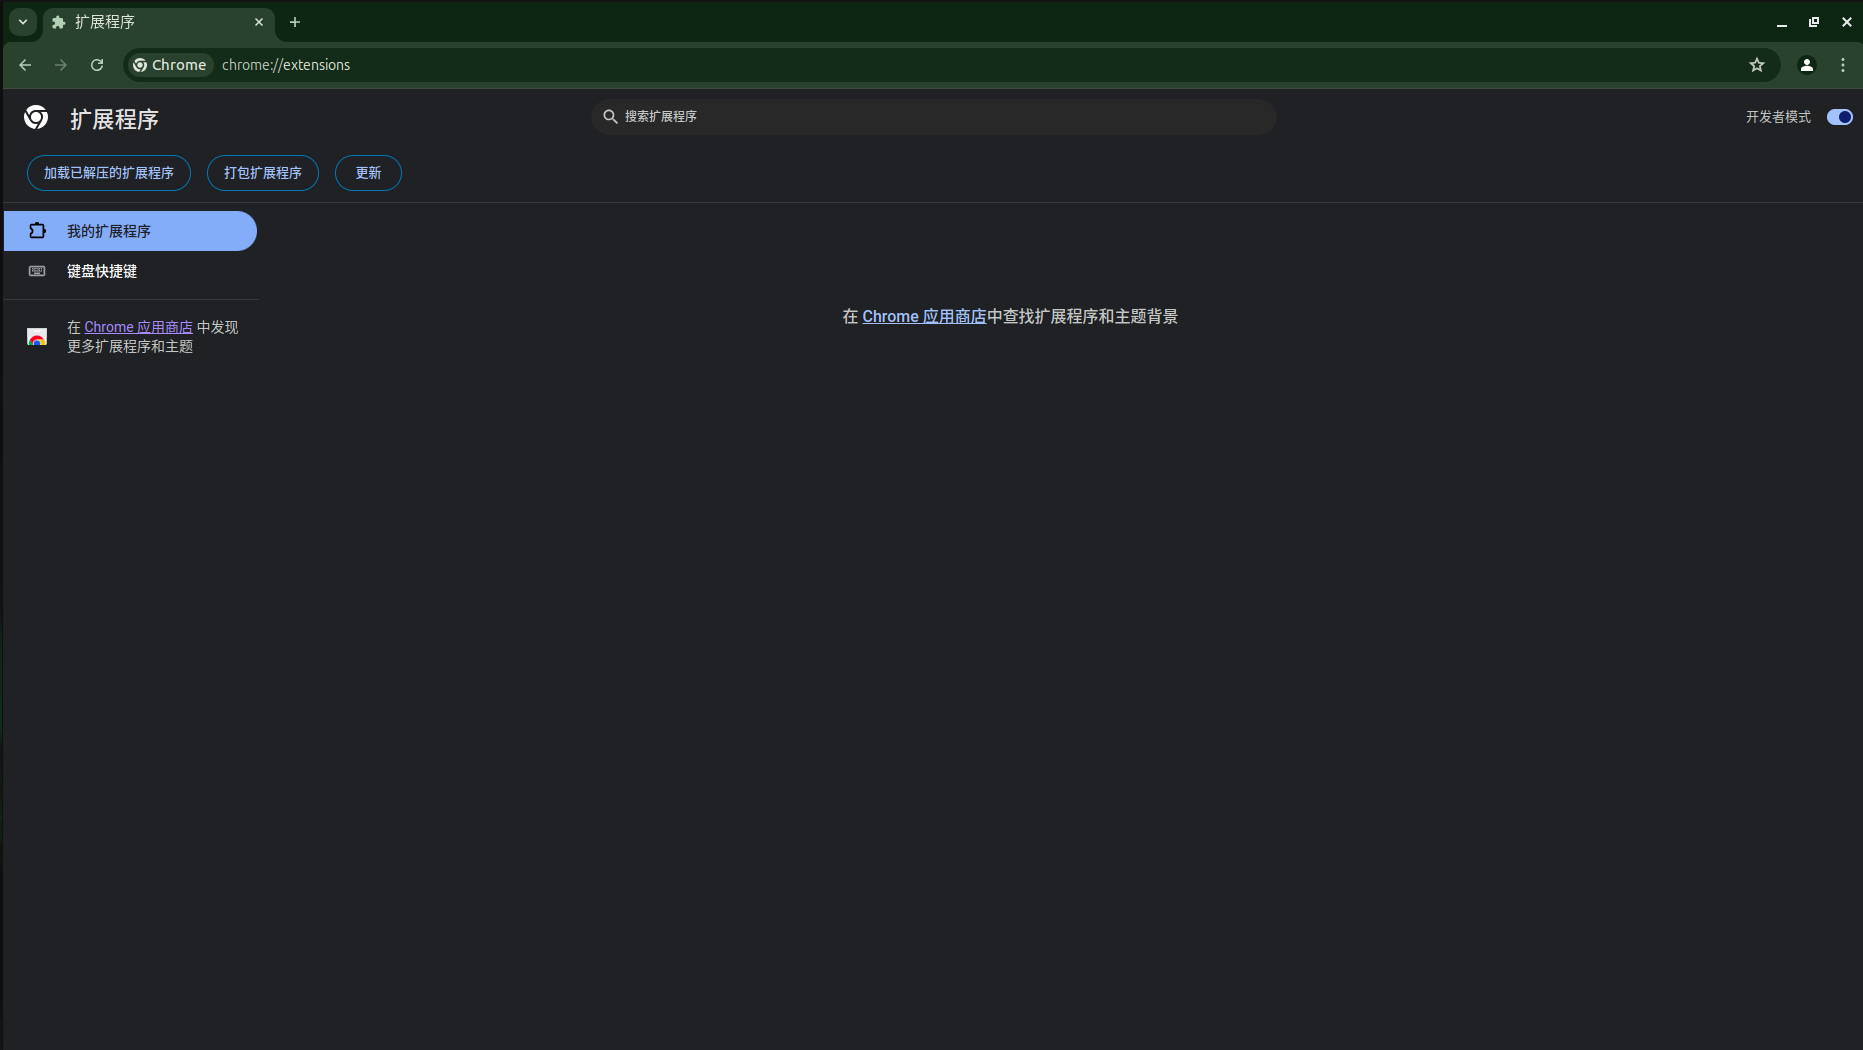 扩展程序
Chrome chrome://extensions
扩展程序
搜索扩展程序
开发者模式
加载已解压的扩展程序
打包扩展程序
更新
我的扩展程序
键盘快捷键
在 Chrome 应用商店 中发现
更多扩展程序和主题
在 Chrome 应用商店中查找扩展程序和主题背景